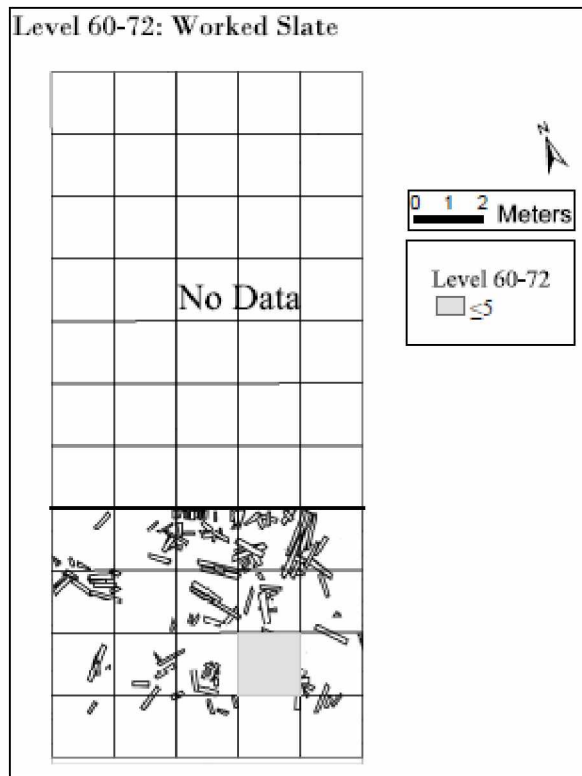 Level 60-72: Worked Slate
N
0 1 2
Meters
Level 60-72
≤5
No Data